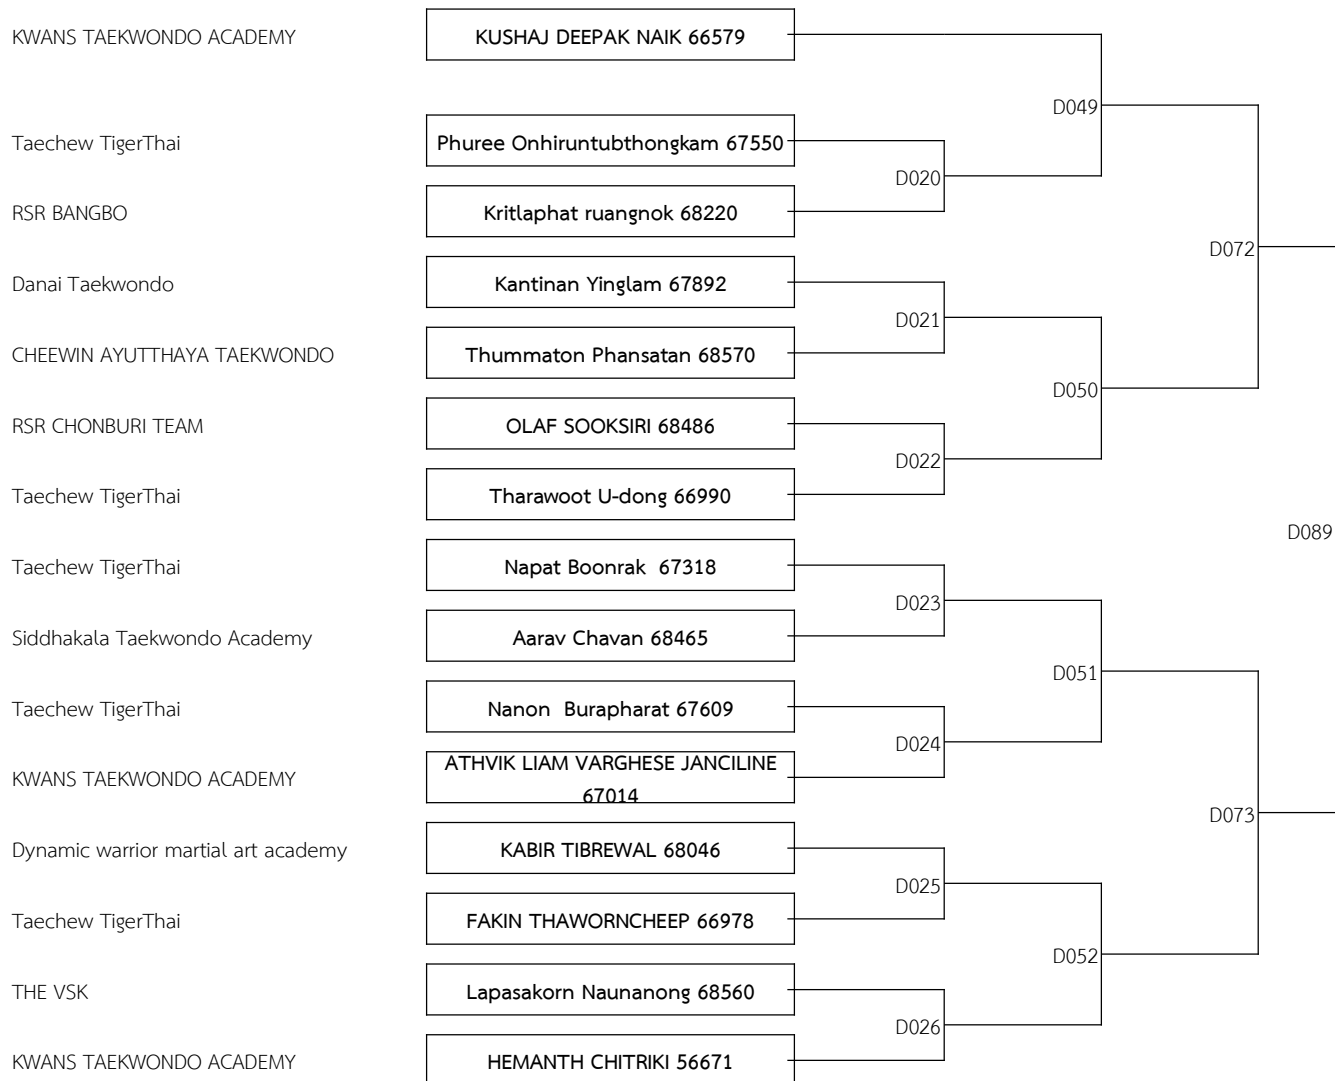 KWANS TAEKWONDO ACADEMY
KUSHAJ DEEPAK NAIK 66579
D049
Taechew TigerThai
Phuree Onhiruntubthongkam 67550
D020
RSR BANGBO
Kritlaphat ruangnok 68220
D072
Danai Taekwondo
Kantinan Yinglam 67892
D021
CHEEWIN AYUTTHAYA TAEKWONDO
Thummaton Phansatan 68570
D050
RSR CHONBURI TEAM
OLAF SOOKSIRI 68486
D022
Taechew TigerThai
Tharawoot U-dong 66990
D089
Taechew TigerThai
Napat Boonrak  67318
D023
Siddhakala Taekwondo Academy
Aarav Chavan 68465
D051
Taechew TigerThai
Nanon  Burapharat 67609
D024
KWANS TAEKWONDO ACADEMY
ATHVIK LIAM VARGHESE JANCILINE
67014
D073
Dynamic warrior martial art academy
KABIR TIBREWAL 68046
D025
Taechew TigerThai
FAKIN THAWORNCHEEP 66978
D052
THE VSK
Lapasakorn Naunanong 68560
D026
KWANS TAEKWONDO ACADEMY
HEMANTH CHITRIKI 56671